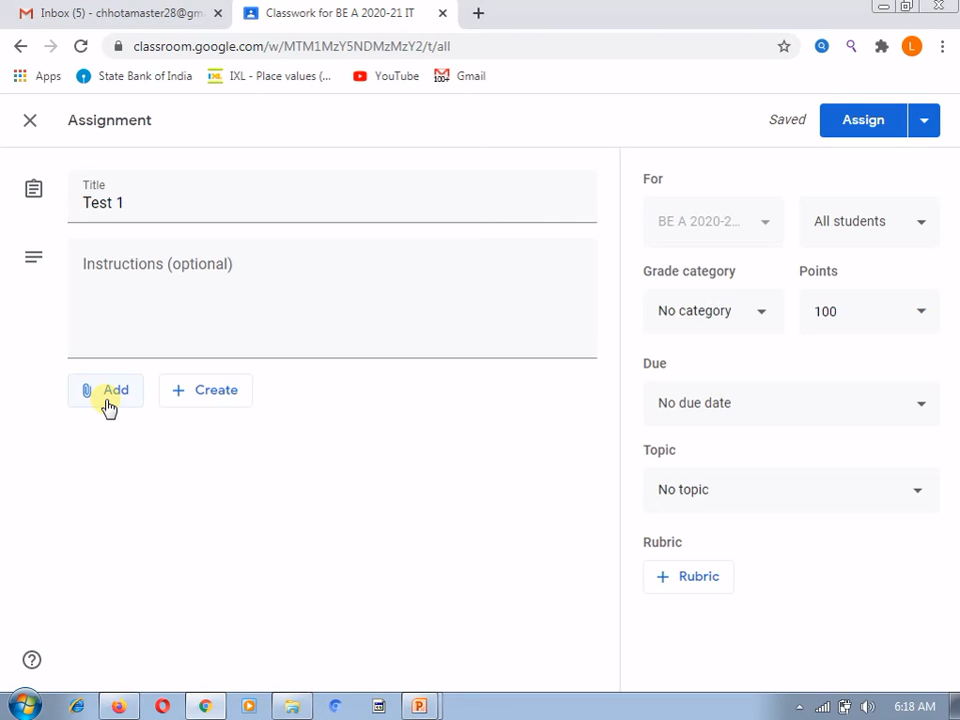 Inbox (5) - chhotamaster28@gm
Classwork for BE A 2020-21 IT
classroom.google.com/w/MTM1MzY5NDMzMzY2/t/all
L
Apps
State Bank of India
IXL - Place values (...
YouTube
100+
Gmail
Assignment
Saved
Assign
Title
Test 1
Instructions (optional)
Add
Create
For
BE A 2020-2...
All students
Grade category
Points
No category
100
Due
No due date
Topic
No topic
Rubric
+ Rubric
6:18 AM